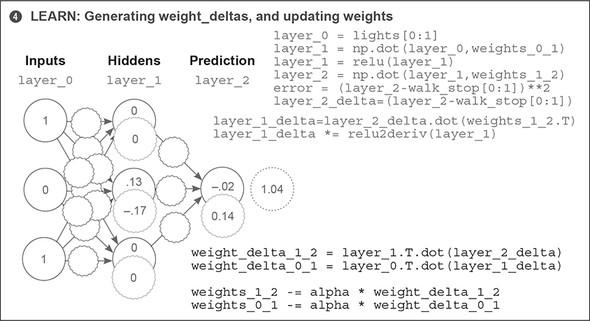 4 LEARN: Generating weight_deltas, and updating weights
Inputs Hiddens Prediction
layer_0 layer_1 layer_2
layer_0 = lights[0:1]
layer_1 = np.dot(layer_0,weights_0_1)
layer_1 = relu(layer_1)
layer_2 = np.dot(layer_1,weights_1_2)
error = (layer_2-walk_stop[0:1])**2
layer_2_delta=(layer_2-walk_stop[0:1])
layer_1_delta=layer_2_delta.dot(weights_1_2.T)
layer_1_delta *= relu2deriv(layer_1)
1
0
0
0
.13
-.17
-.02
0.14
1.04
1
0
0
weight_delta_1_2 = layer_1.T.dot(layer_2_delta)
weight_delta_0_1 = layer_0.T.dot(layer_1_delta)
weights_1_2 -= alpha * weight_delta_1_2
weights_0_1 -= alpha * weight_delta_0_1